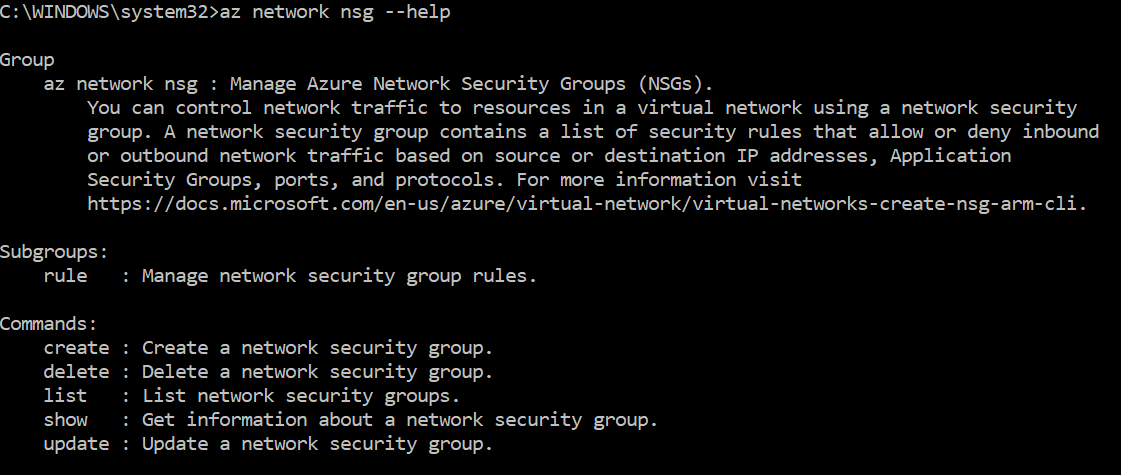 C:\WINDOWS\system32>az network nsg --help
Group
az network nsg : Manage Azure Network Security Groups (NSGs).
You can control network traffic to resources in a virtual network using a network security
group. A network security group contains a list of security rules that allow or deny inbound
or outbound network traffic based on source or destination IP addresses, Application
Security Groups, ports, and protocols. For more information visit
https://docs.microsoft.com/en-us/azure/virtual-network/virtual-networks-create-nsg-arm-cli.
Subgroups:
rule   : Manage network security group rules.
Commands:
create : Create a network security group.
delete : Delete a network security group.
list   : List network security groups.
show   : Get information about a network security group.
update : Update a network security group.